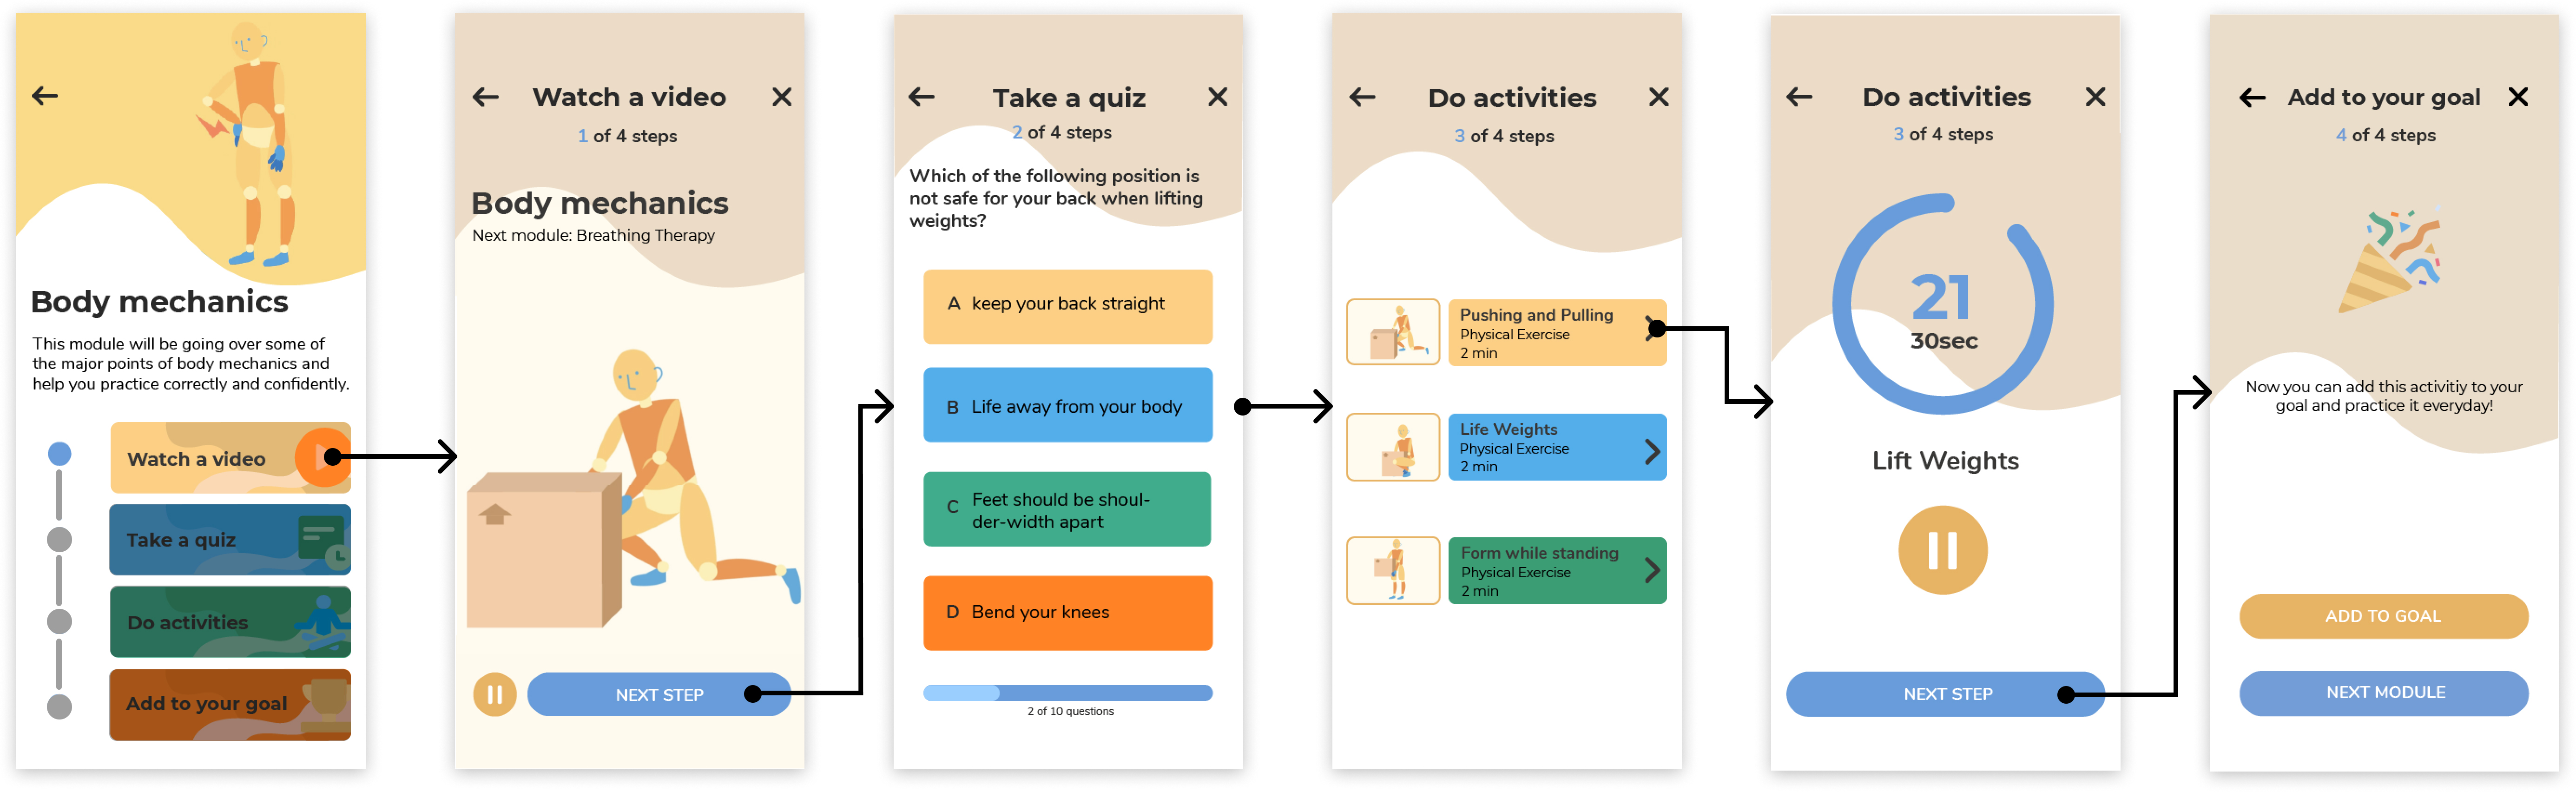 Body mechanics
This module will be going over some of
the major points of body mechanics and
help you practice correctly and confidently.
Watch a video
Take a quiz
Do activities
Add to your goal
Watch a video
1 of 4 steps
Body mechanics
Next module: Breathing Therapy
NEXT STEP
Take a quiz
2 of 4 steps
Which of the following position is
not safe for your back when lifting
weights?
A keep your back straight
B Life away from your body
C Feet should be shoul-
der-width apart
D Bend your knees
2 of 10 questions
Do activities
3 of 4 steps
Pushing and Pulling
Physical Exercise
2 min
Life Weights
Physical Exercise
2 min
Form while standing
Physical Exercise
2 min
Do activities
3 of 4 steps
21
30sec
Lift Weights
NEXT STEP
Add to your goal
4 of 4 steps
Now you can add this activitiy to your
goal and practice it everyday!
ADD TO GOAL
NEXT MODULE